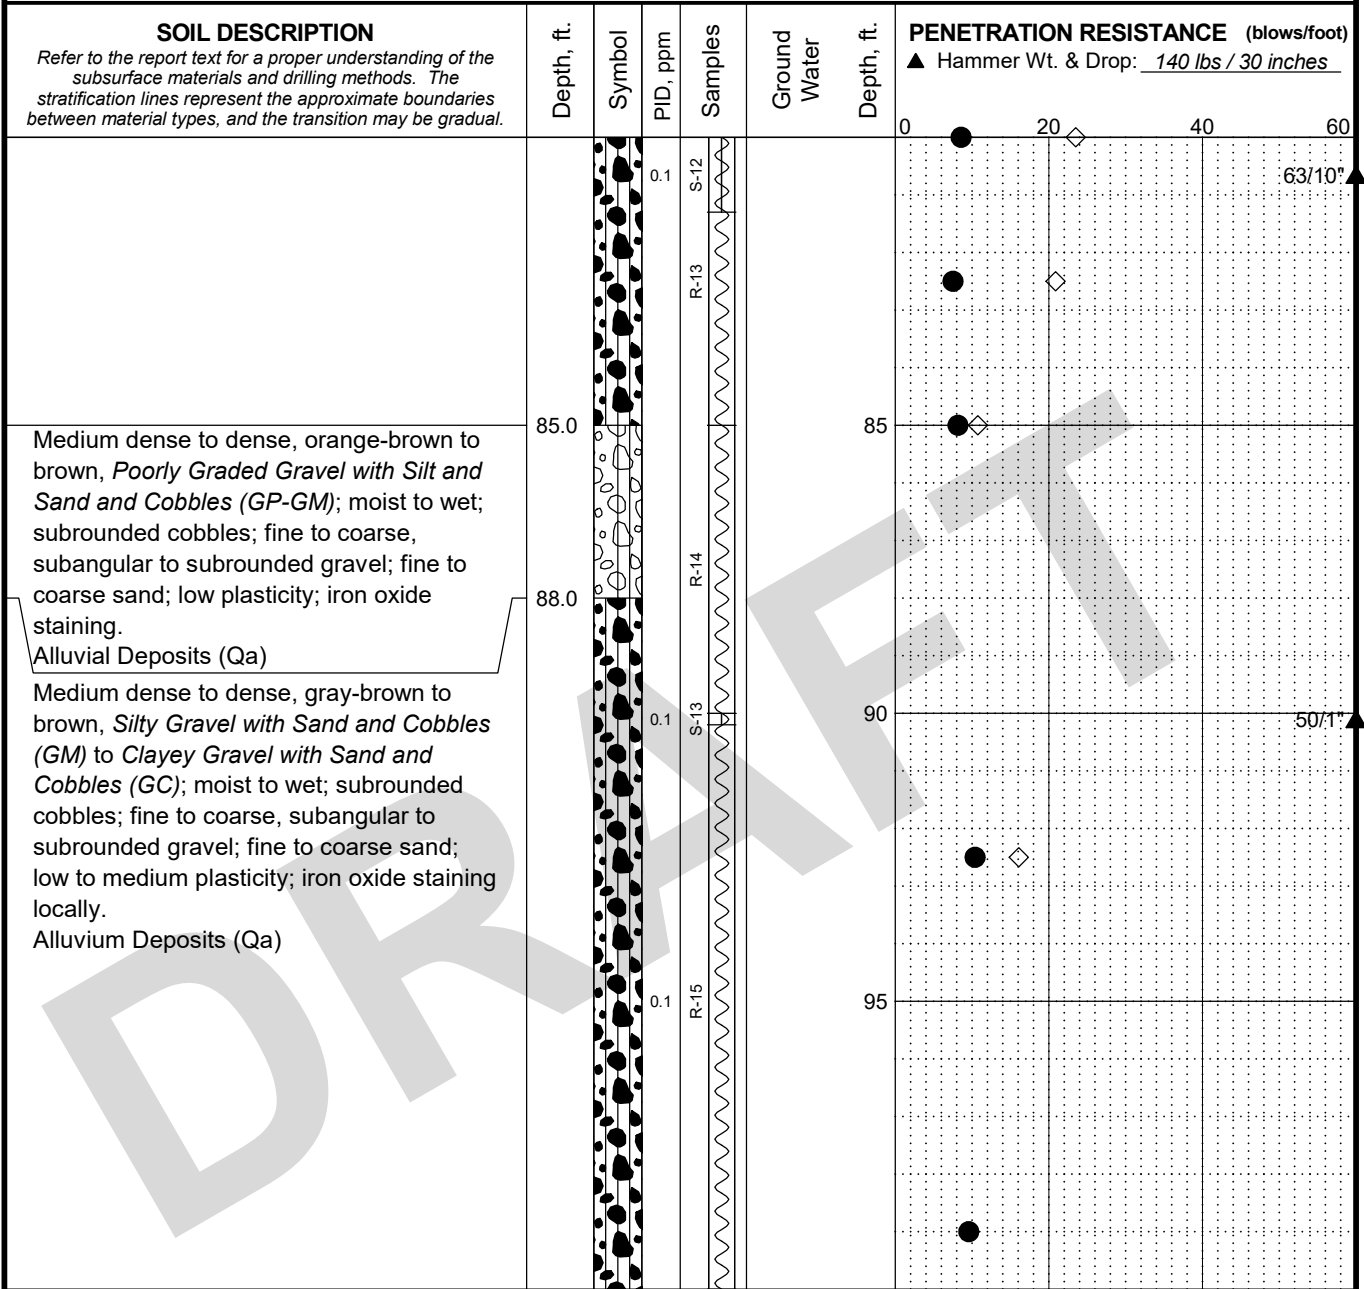 SOIL DESCRIPTION
Refer to the report text for a proper understanding of the
subsurface materials and drilling methods. The
stratification lines represent the approximate boundaries
between material types, and the transition may be gradual.
Depth, ft.
Symbol
PID, ppm
Samples
Ground
Water
Depth, ft.
PENETRATION RESISTANCE (blows/foot)
▲ Hammer Wt. & Drop: 140 lbs / 30 inches
0 20 40 60
0.1 S-12 63/10"
R-13
85.0 85
Medium dense to dense, orange-brown to
brown, Poorly Graded Gravel with Silt and
Sand and Cobbles (GP-GM); moist to wet;
subrounded cobbles; fine to coarse,
subangular to subrounded gravel; fine to
coarse sand; low plasticity; iron oxide
staining.
Alluvial Deposits (Qa)
R-14
88.0
Medium dense to dense, gray-brown to
brown, Silty Gravel with Sand and Cobbles
(GM) to Clayey Gravel with Sand and
Cobbles (GC); moist to wet; subrounded
cobbles; fine to coarse, subangular to
subrounded gravel; fine to coarse sand;
low to medium plasticity; iron oxide staining
locally.
Alluvium Deposits (Qa)
0.1 S-13 90 50/1"
0.1 R-15 95
DRAFT